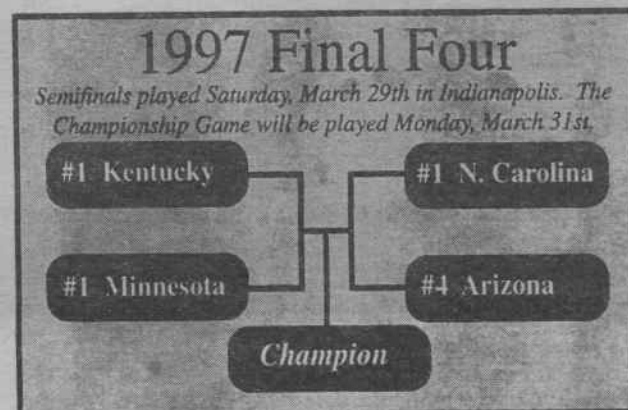 1997 Final Four
Semifinals played Saturday, March 29th in Indianapolis. The
Championship Game will be played Monday, March 31st.
#1 Kentucky
#1 N. Carolina
#1 Minnesota
#4 Arizona
Champion